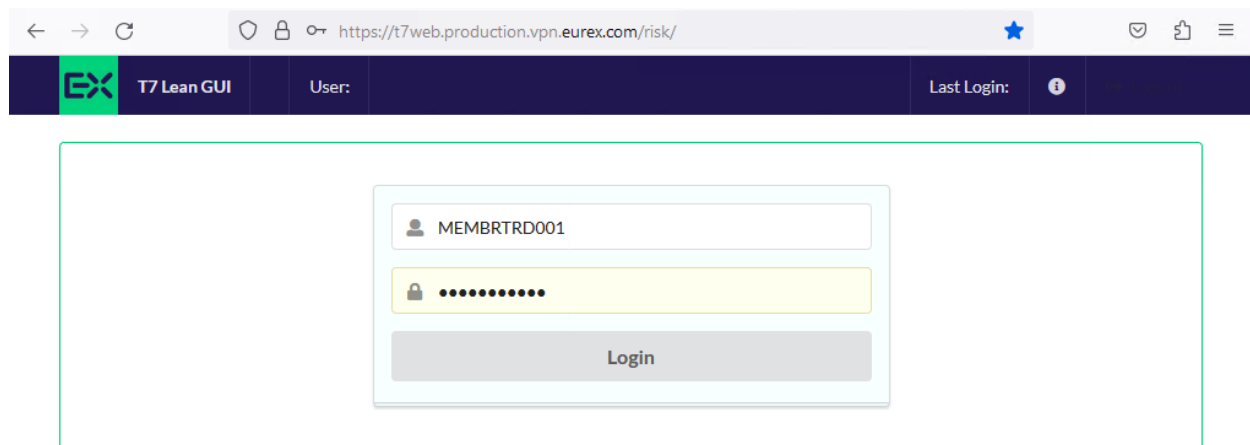 https://t7web.production.vpn.eurex.com/risk/
EX T7 Lean GUI User: Last Login:
MEMBRTRD001
●●●●●●●●●●●
Login